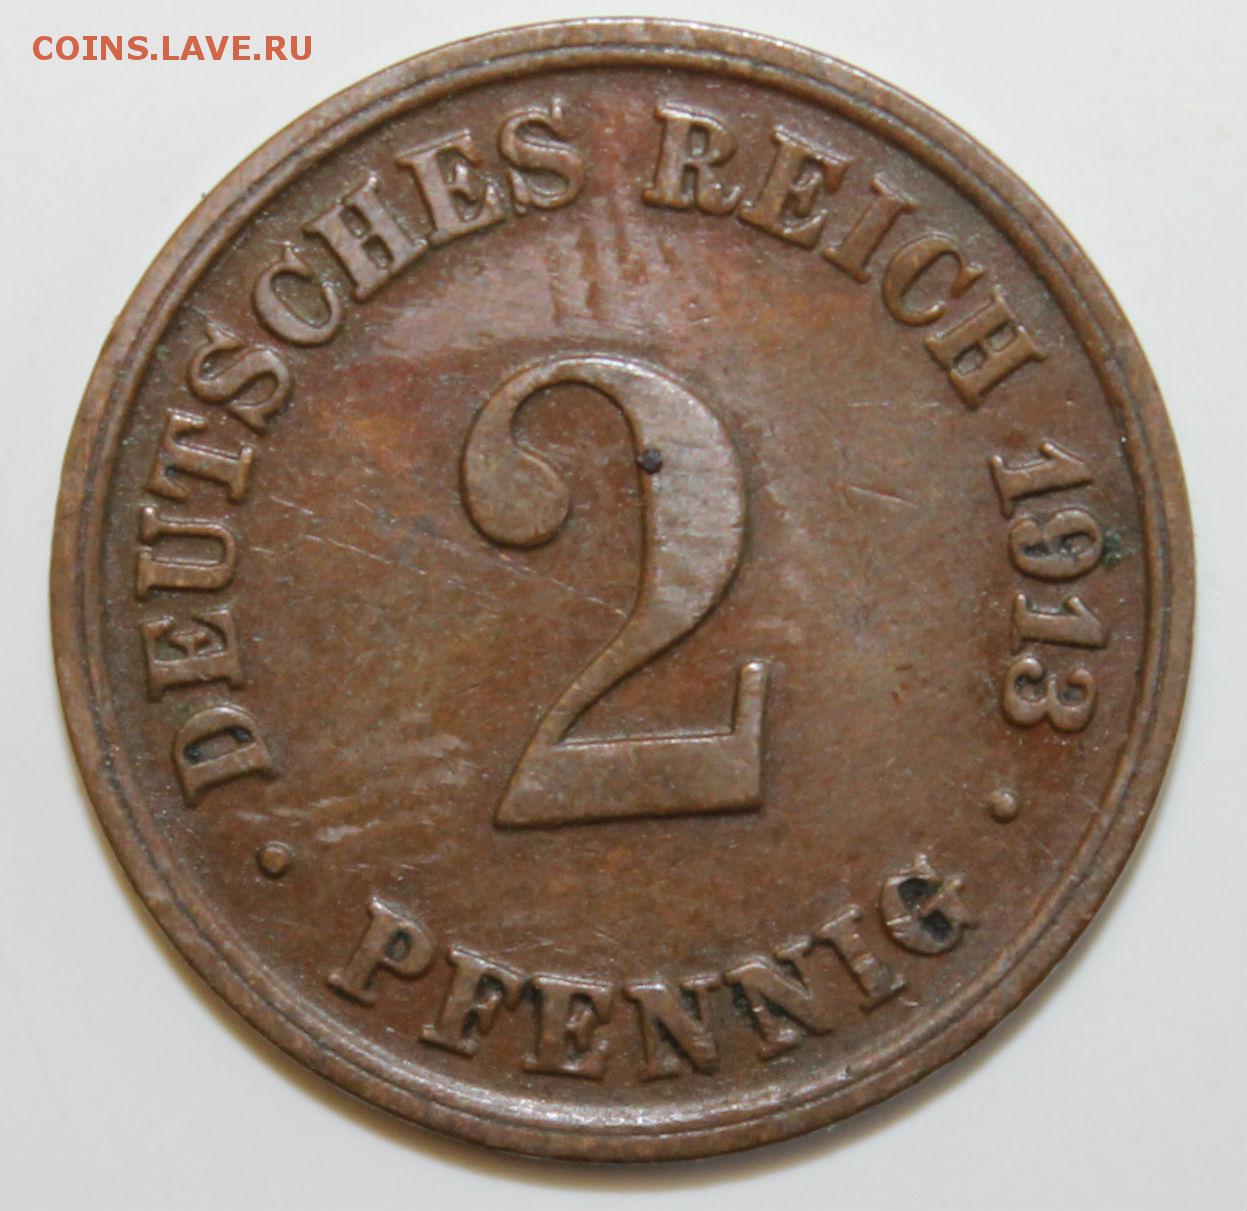 COINS.LAVE.RU
DEUTSCHES REICH 1913
2
· PFENNIG ·